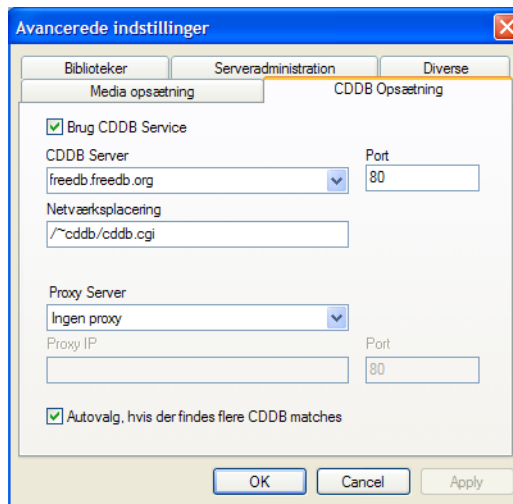 Avancerede indstillinger
Biblioteker Serveradministration Diverse
Media opsætning CDDB Opsætning
Brug CDDB Service
CDDB Server Port
freedb.freedb.org 80
Netværksplacering
/~cddb/cddb.cgi
Proxy Server
Ingen proxy
Proxy IP Port
80
Autovalg, hvis der findes flere CDDB matches
OK Cancel Apply